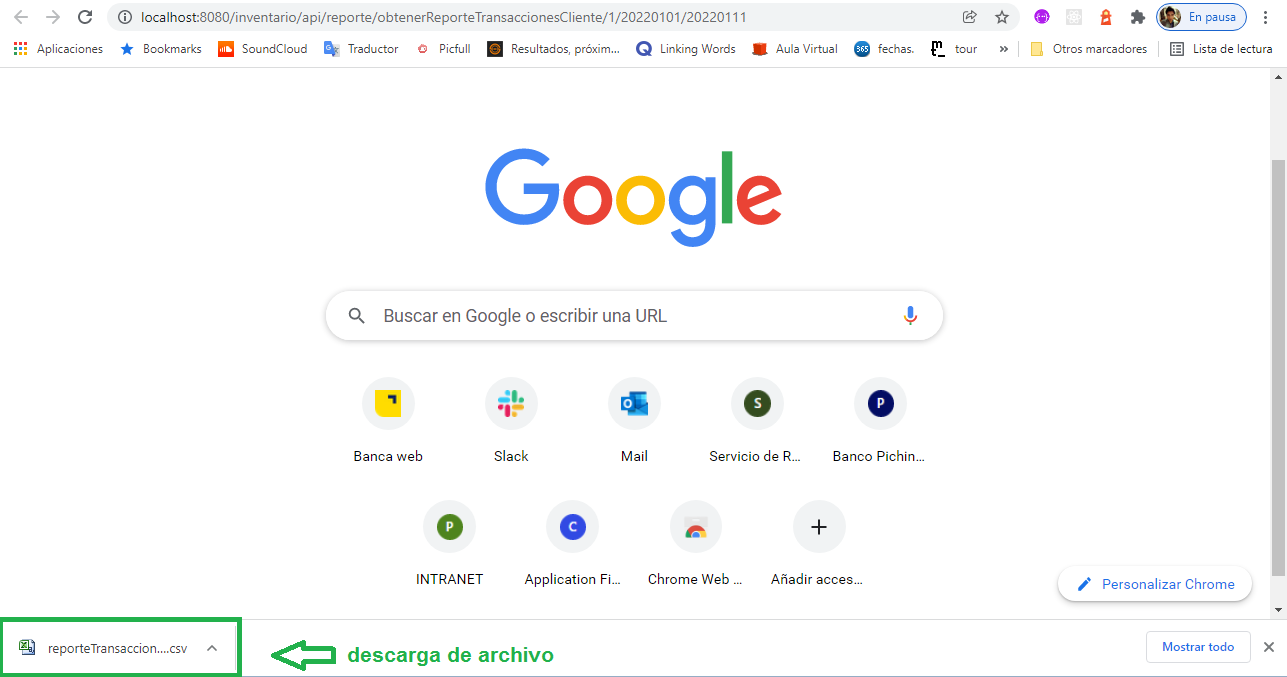 localhost:8080/inventario/api/reporte/obtenerReporteTransaccionesCliente/1/20220101/20220111
En pausa
Aplicaciones
Bookmarks
SoundCloud
Traductor
Picfull
Resultados, próxim...
Linking Words
Aula Virtual
365
fechas.
tour
»
Otros marcadores
Lista de lectura
Google
Buscar en Google o escribir una URL
S
P
Banca web
Slack
Mail
Servicio de R...
Banco Pichin...
P
C
INTRANET
Application Fi...
Chrome Web ...
Añadir acces...
Personalizar Chrome
reporteTransaccion....csv
descarga de archivo
Mostrar todo